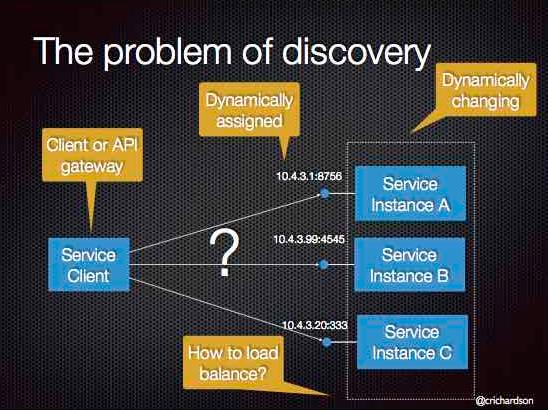 The problem of discovery
Dynamically
changing
Dynamically
assigned
Client or API
gateway
10.4.3.1:8756
Service
Instance A
?
10.4.3.99:4545
Service
Client
Service
Instance B
10.4.3.20:333
Service
Instance C
How to load
balance?
@crichardson